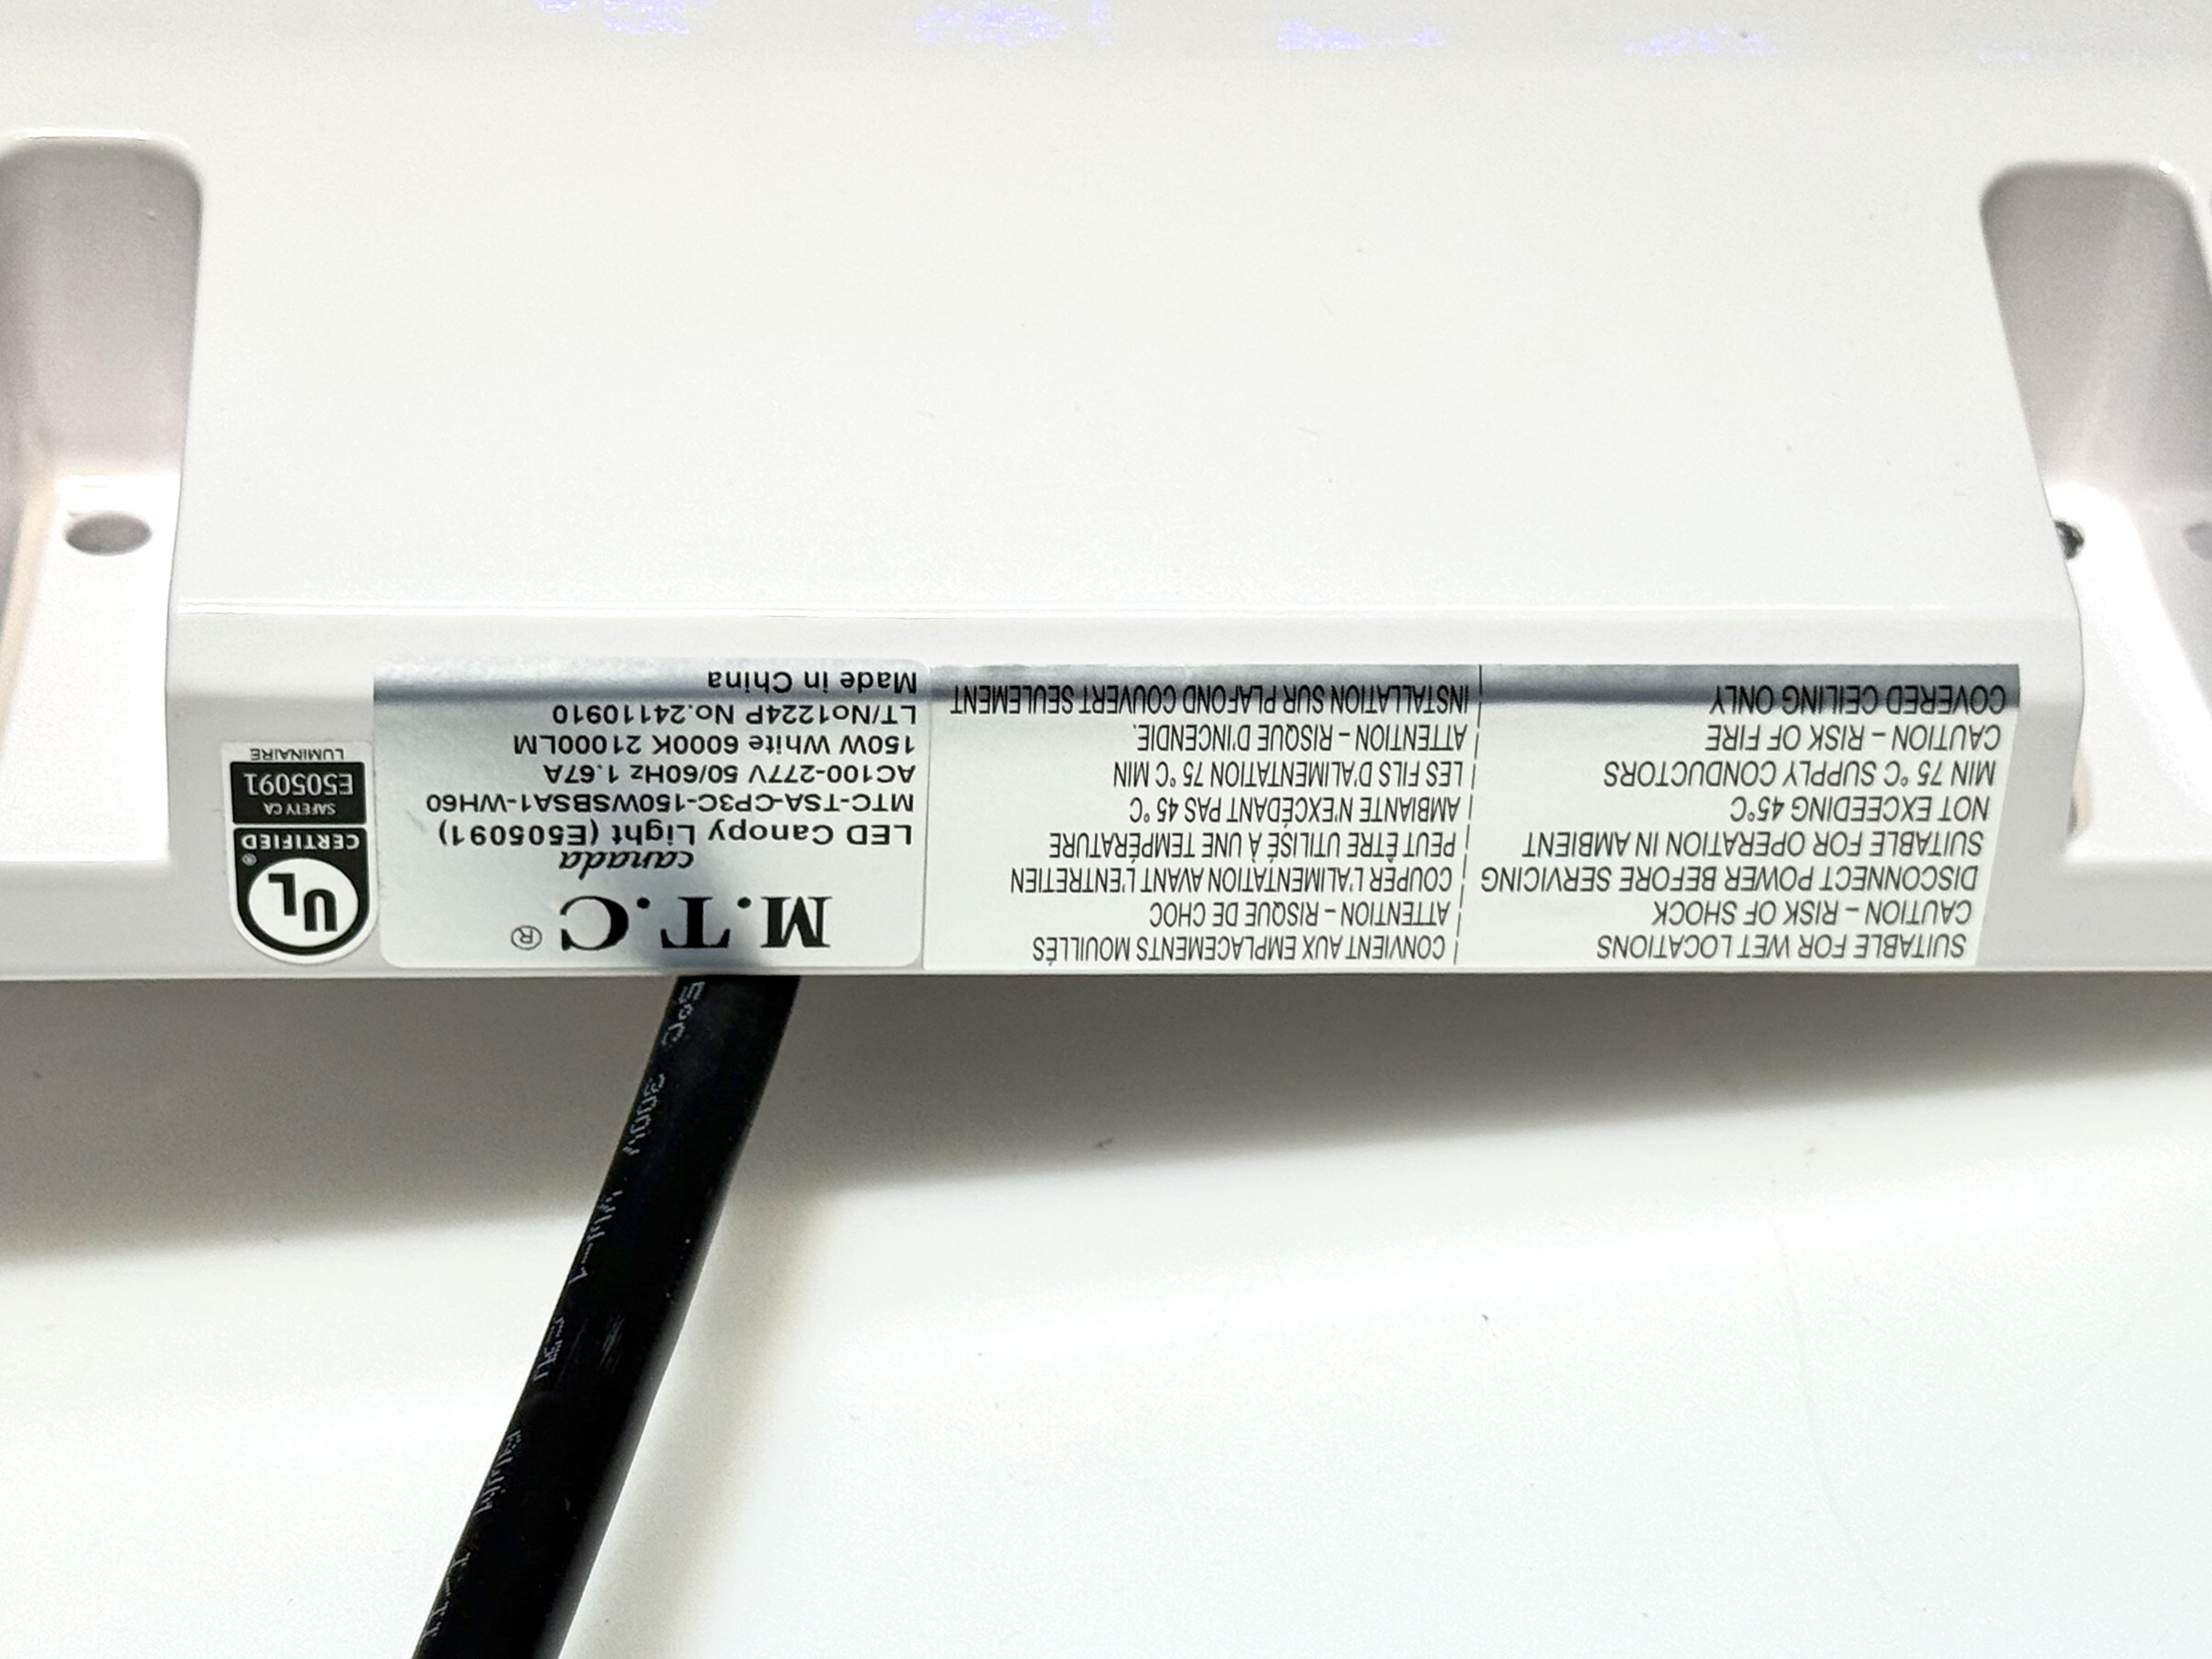 SUITABLE FOR WET LOCATIONS
CAUTION – RISK OF SHOCK
DISCONNECT POWER BEFORE SERVICING
SUITABLE FOR OPERATION IN AMBIENT
NOT EXCEEDING 45°C
MIN 75 °C SUPPLY CONDUCTORS
CAUTION – RISK OF FIRE
COVERED CEILING ONLY
CONVIENT AUX EMPLACEMENTS MOUILLÉS
ATTENTION – RISQUE DE CHOC
COUPER L'ALIMENTATION AVANT L'ENTRETIEN
PEUT ÊTRE UTILISÉ À UNE TEMPÉRATURE
AMBIANTE N'EXCÉDANT PAS 45 °C
LES FILS D'ALIMENTATION 75 °C MIN
ATTENTION – RISQUE D'INCENDIE.
INSTALLATION SUR PLAFOND COUVERT SEULEMENT
M.T.C®
canada
LED Canopy Light (E505091)
MTC-TSA-CP3C-150WSBSA1-WH60
AC100-277V 50/60Hz 1.67A
150W White 6000K 21000LM
LT/No1224P No.24110910
Made in China
UL
CERTIFIED®
SAFETY CA
E505091
LUMINAIRE